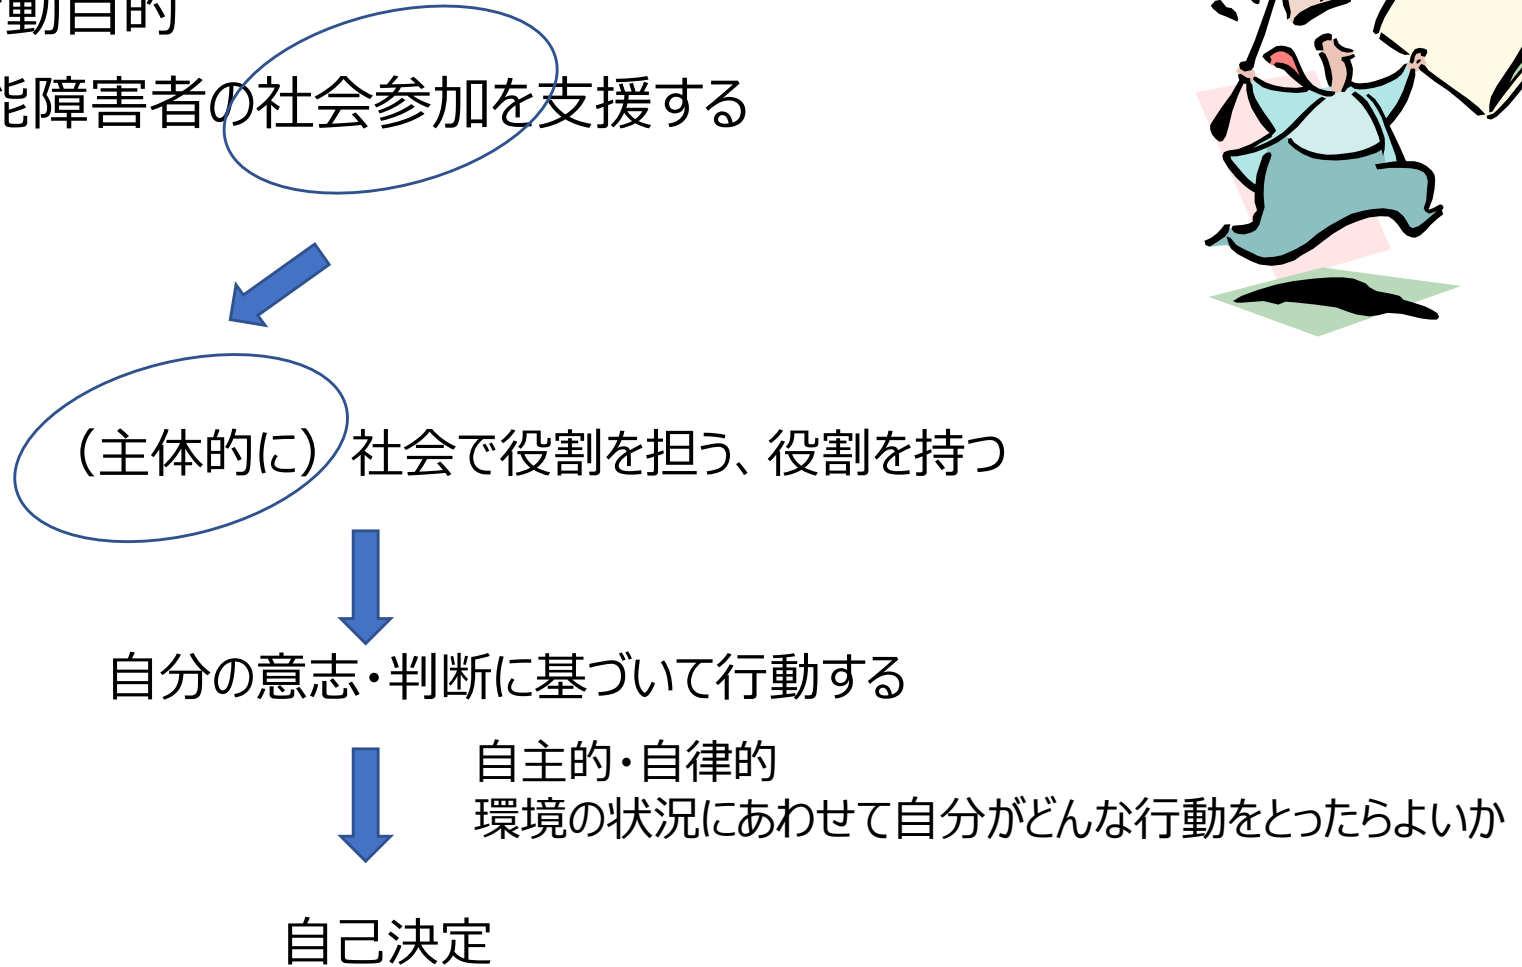 動目的
能障害者の社会参加を支援する
（主体的に）社会で役割を担う、役割を持つ
自分の意志・判断に基づいて行動する
自主的・自律的
環境の状況にあわせて自分がどんな行動をとったらよいか
自己決定